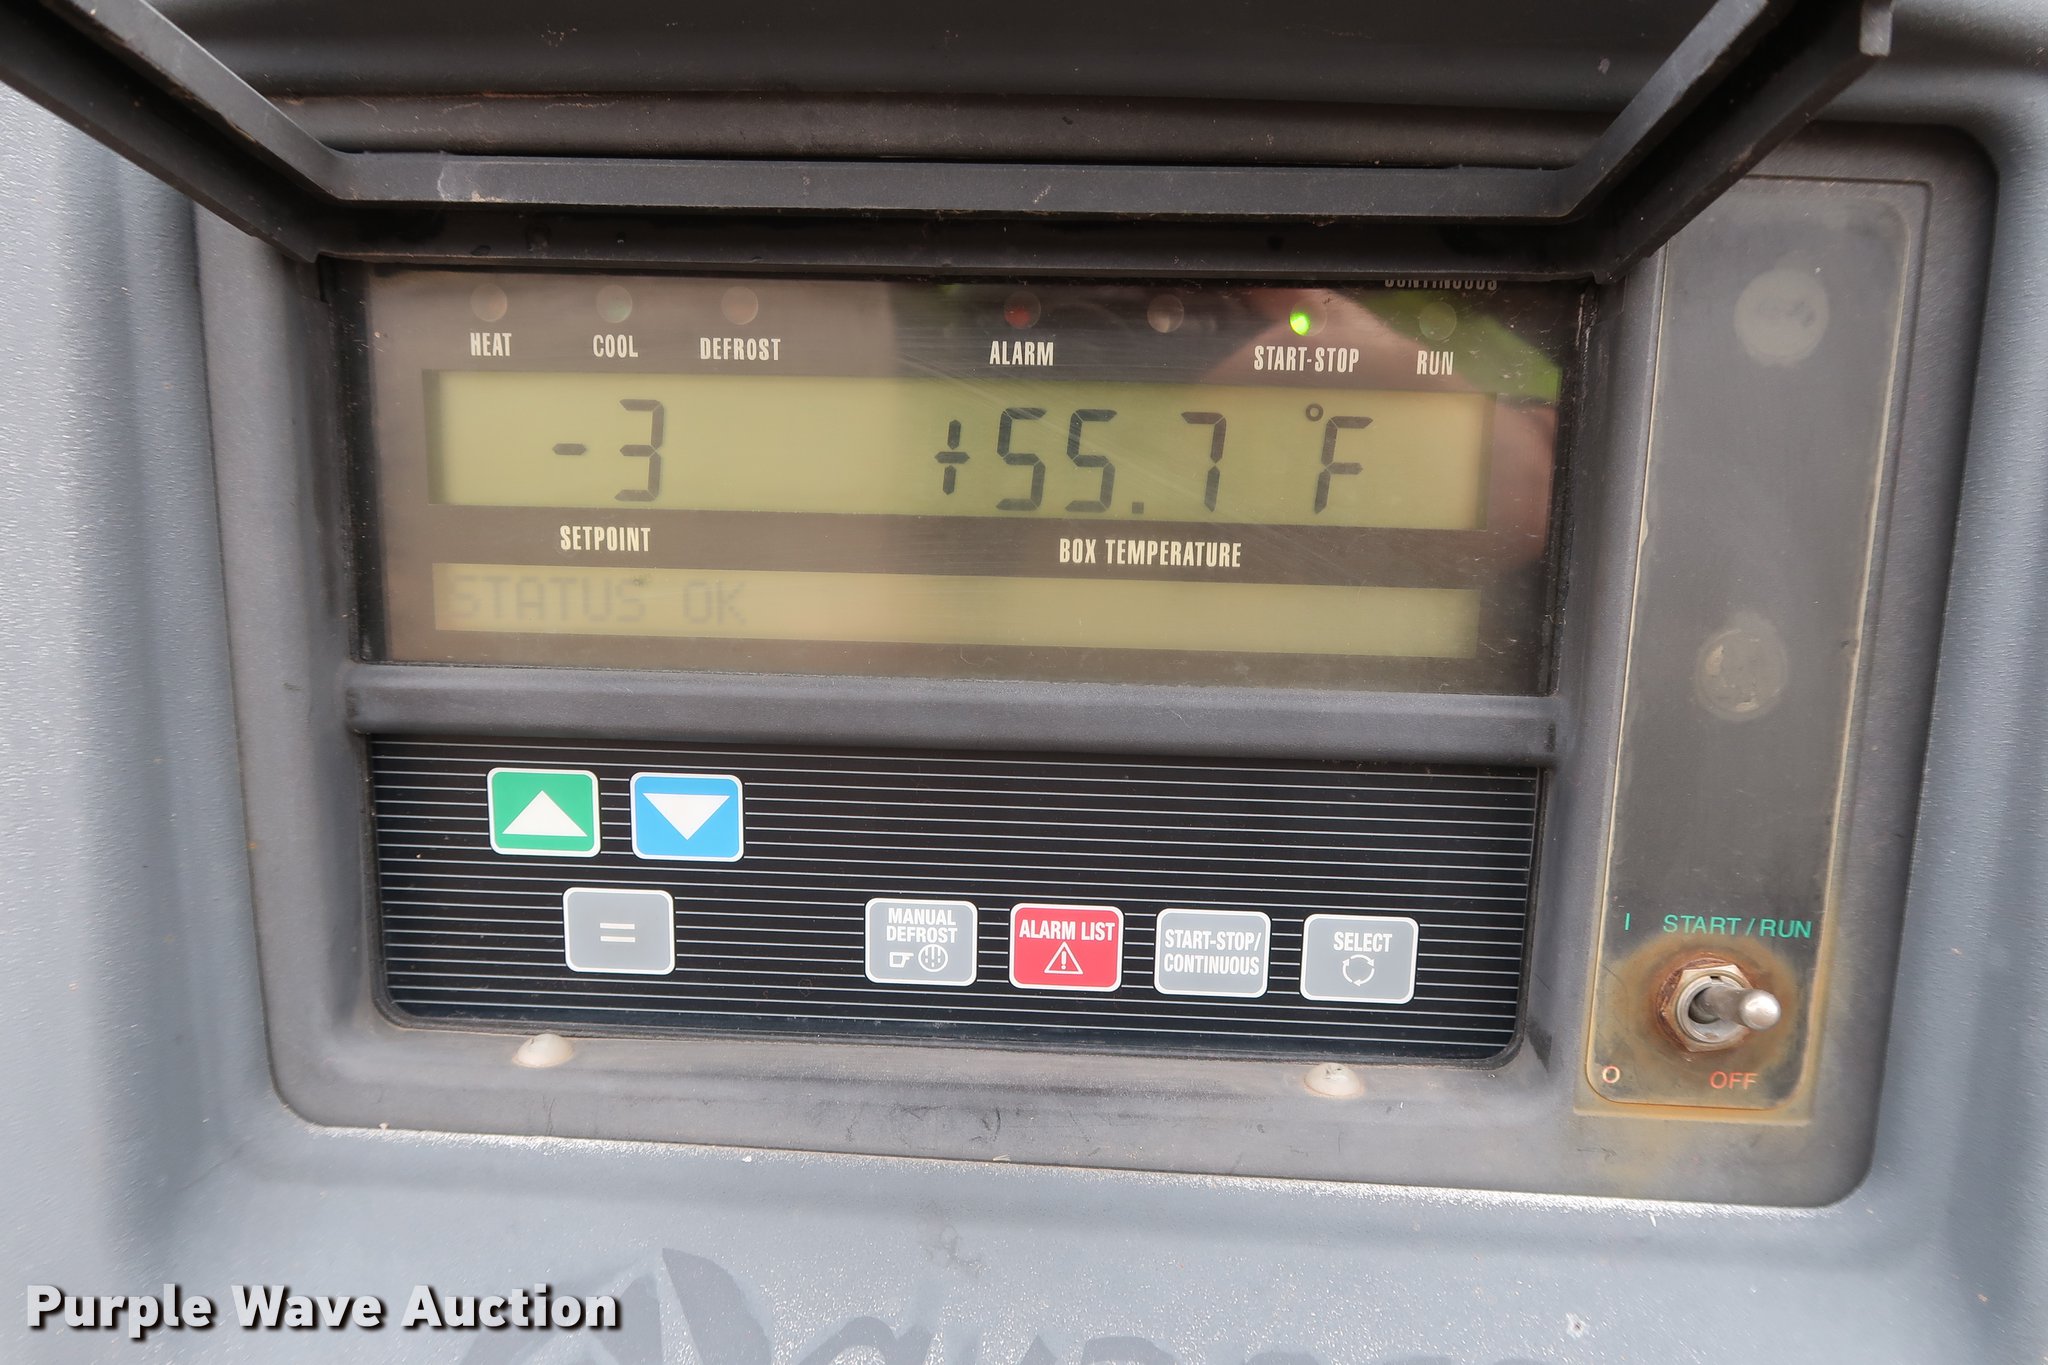 CONTINUOUS
HEAT COOL DEFROST ALARM START-STOP RUN
-3 +55.7 °F
SETPOINT BOX TEMPERATURE
STATUS OK
=
MANUAL
DEFROST
ALARM LIST
START-STOP/
CONTINUOUS
SELECT
I START/RUN
O OFF
Purple Wave Auction